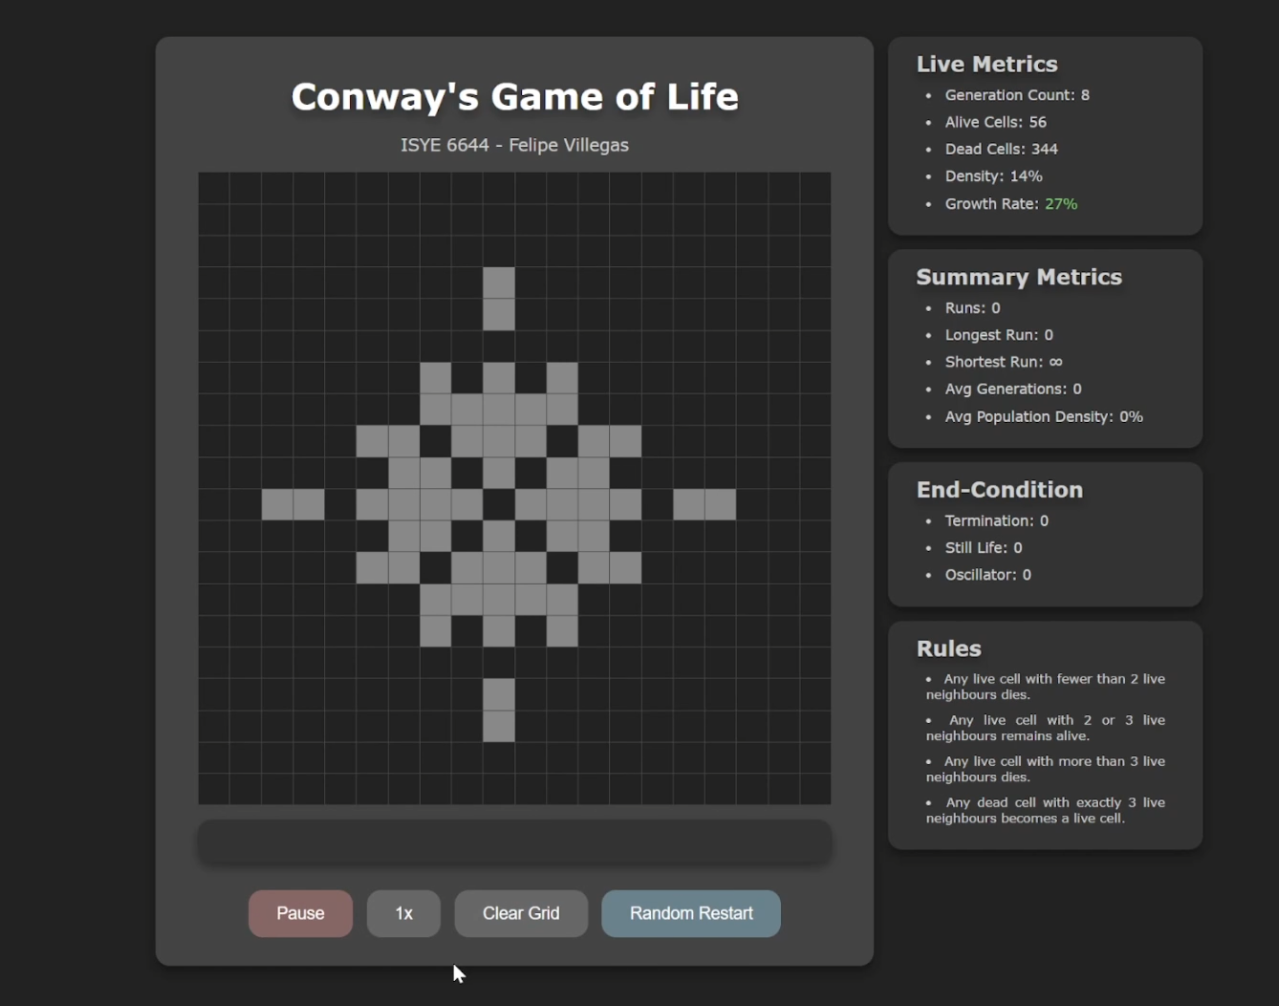 Conway's Game of Life
ISYE 6644 - Felipe Villegas
Pause
1x
Clear Grid
Random Restart
Live Metrics
• Generation Count: 8
• Alive Cells: 56
• Dead Cells: 344
• Density: 14%
• Growth Rate: 27%
Summary Metrics
• Runs: 0
• Longest Run: 0
• Shortest Run: ∞
• Avg Generations: 0
• Avg Population Density: 0%
End-Condition
• Termination: 0
• Still Life: 0
• Oscillator: 0
Rules
• Any live cell with fewer than 2 live
neighbours dies.
• Any live cell with 2 or 3 live
neighbours remains alive.
• Any live cell with more than 3 live
neighbours dies.
• Any dead cell with exactly 3 live
neighbours becomes a live cell.